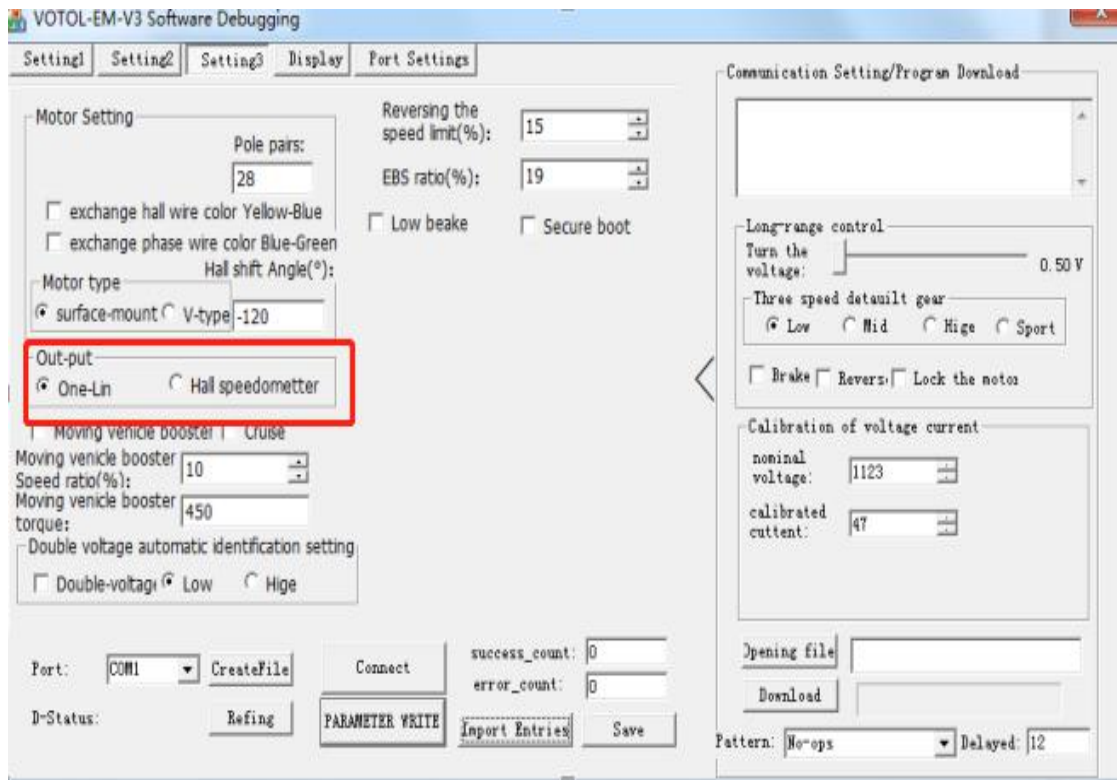 VOTOL-EM-V3 Software Debugging
Setting1 Setting2 Setting3 Display Port Settings
Motor Setting
Pole pairs:
28
exchange hall wire color Yellow-Blue
exchange phase wire color Blue-Green
Hall shift Angle(°):
Motor type
surface-mount V-type -120
Out-put
One-Lin Hall speedometter
Moving venicle booster Cruise
Moving venicle booster
Speed ratio(%): 10
Moving venicle booster
torque: 450
Double voltage automatic identification setting
Double-voltage Low Hige
Reversing the
speed limit(%): 15
EBS ratio(%): 19
Low beake Secure boot
Port: COM1 CreateFile Connect
D-Status: Refing PARAMETER WRITE
success_count: 0
error_count: 0
Import Entries Save
Communication Setting/Program Download
Long-range control
Turn the
voltage: 0.50 V
Three speed detauilt gear
Low Mid Hige Sport
Brake Revers Lock the motor
Calibration of voltage current
nominal
voltage: 1123
calibrated
cuttent: 47
Opening file
Download
Pattern: No-ops Delayed: 12